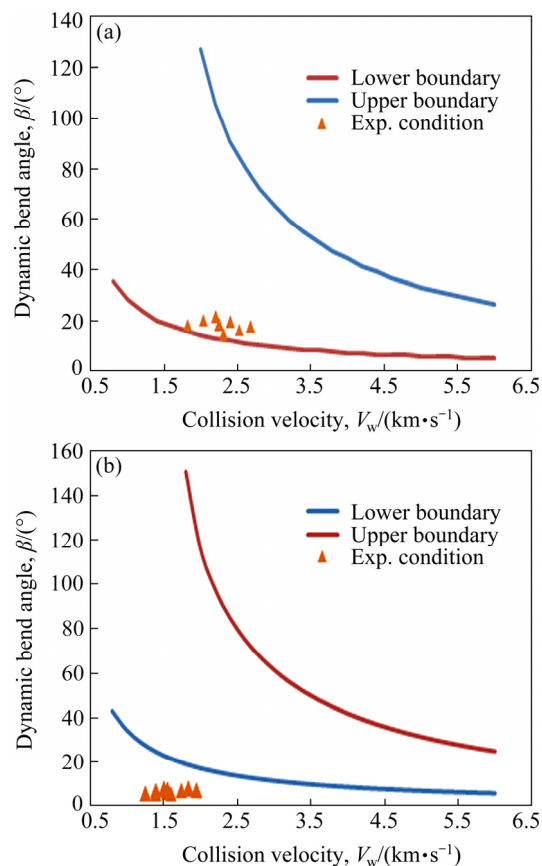 (a)
140
120
100
80
60
40
20
0
Dynamic bend angle, β/(°)
Lower boundary
Upper boundary
Exp. condition
0.5 1.5 2.5 3.5 4.5 5.5 6.5
Collision velocity, Vw/(km•s−1)
(b)
160
140
120
100
80
60
40
20
0
Dynamic bend angle, β/(°)
Lower boundary
Upper boundary
Exp. condition
0.5 1.5 2.5 3.5 4.5 5.5 6.5
Collision velocity, Vw/(km•s−1)